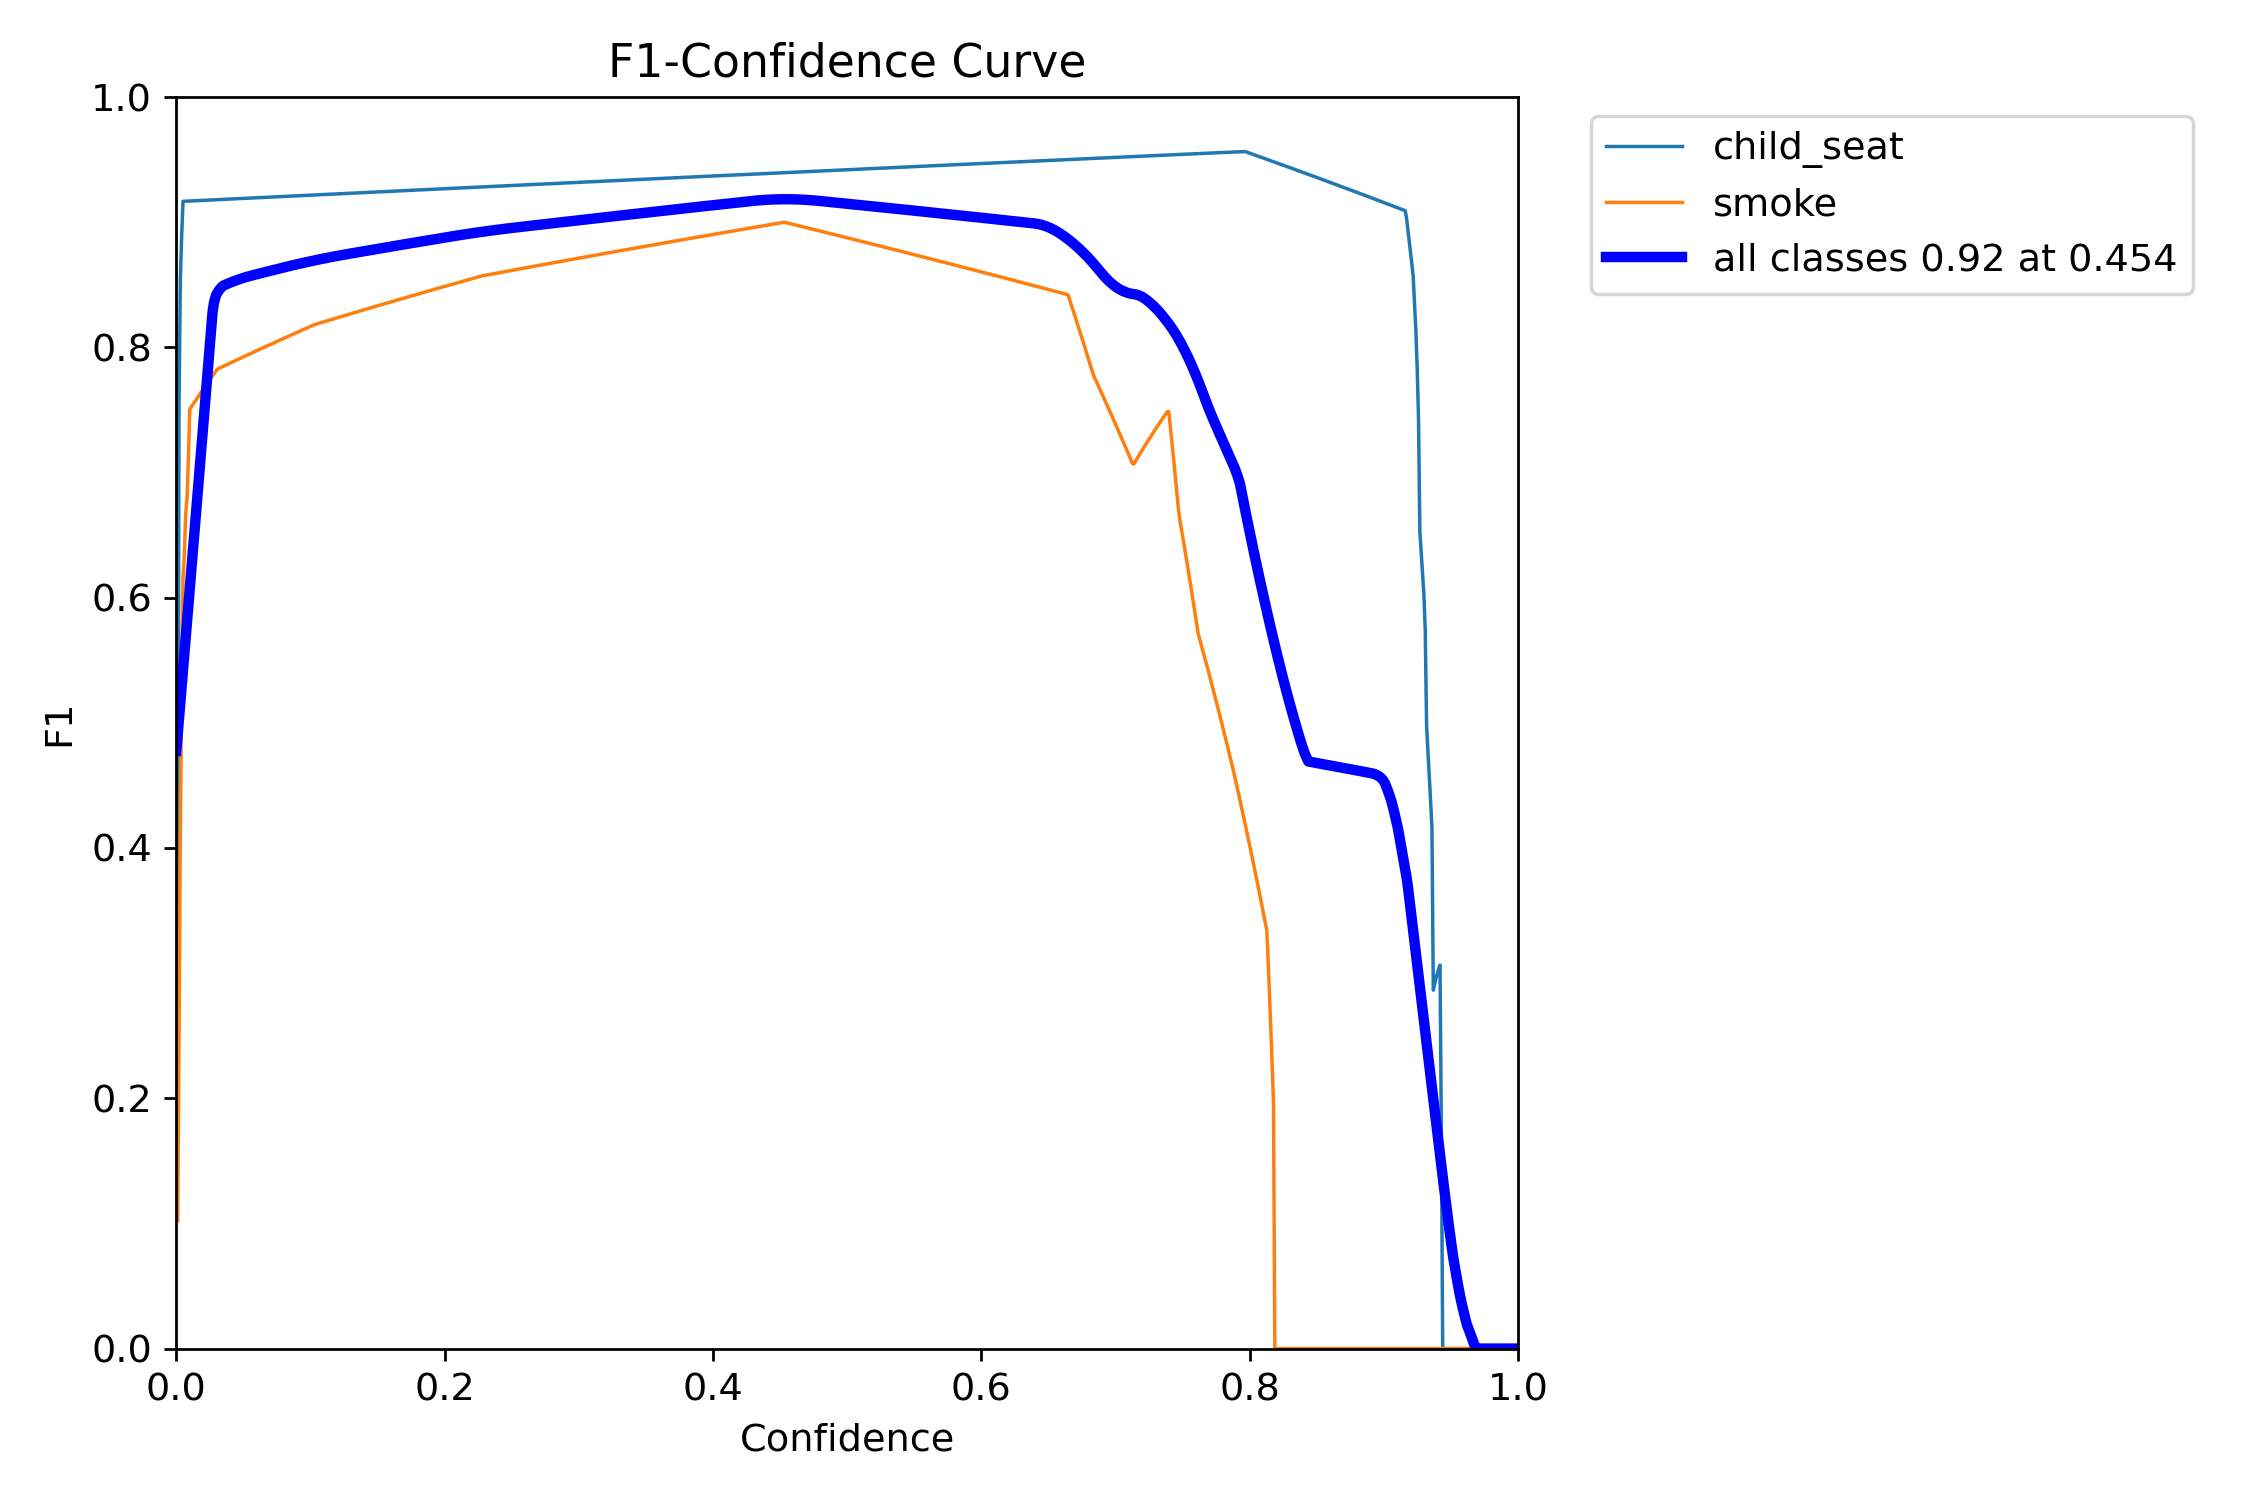 F1-Confidence Curve
1.0
0.8
0.6
0.4
0.2
0.0
F1
0.0 0.2 0.4 0.6 0.8 1.0
Confidence
child_seat
smoke
all classes 0.92 at 0.454